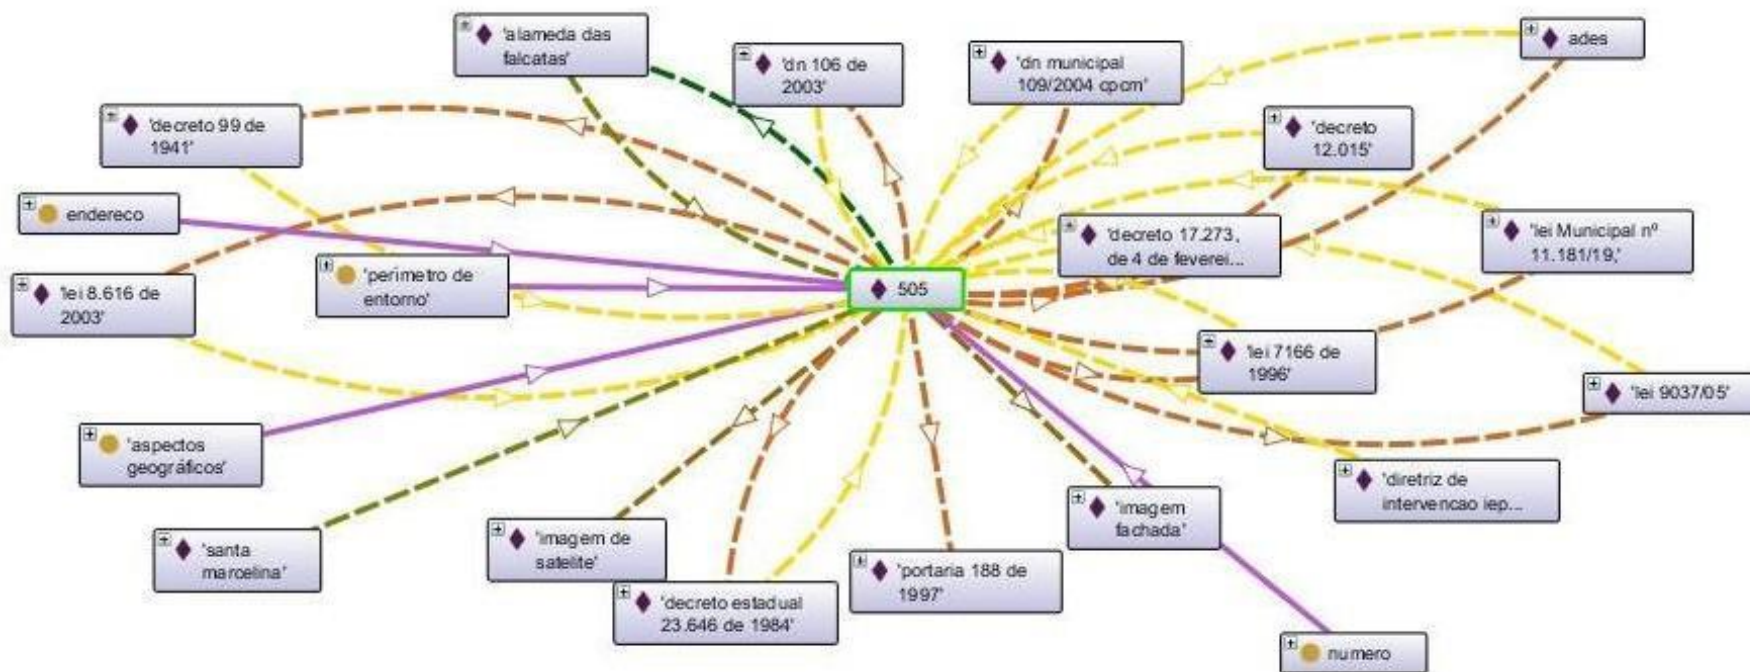 'alameda das
falcatas'
'dn 106 de
2003'
'dn municipal
109/2004 cpcm'
ades
'decreto 99 de
1941'
'decreto
12.015'
endereco
'perimetro de
entorno'
505
'decreto 17.273,
de 4 de feverei...
'lei Municipal nº
11.181/19,'
'lei 8.616 de
2003'
'lei 7166 de
1996'
'lei 9037/05'
'aspectos
geográficos'
'diretriz de
intervencao iep...
'imagem
fachada'
'santa
marcelina'
'imagem de
satelite'
'portaria 188 de
1997'
'decreto estadual
23.646 de 1984'
numero